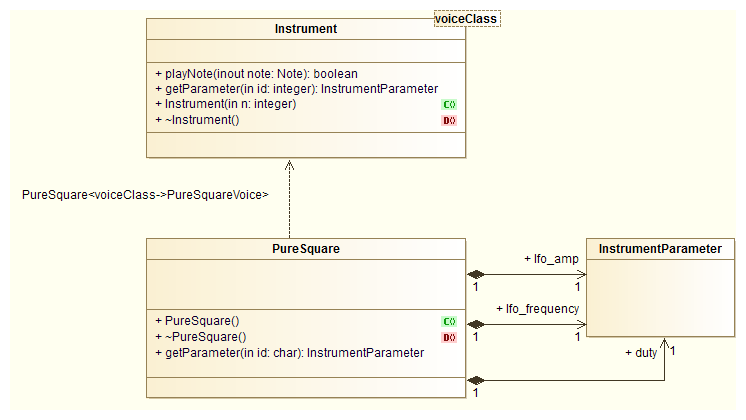 voiceClass
Instrument
+ playNote(inout note: Note): boolean
+ getParameter(in id: integer): InstrumentParameter
+ Instrument(in n: integer)
C()
+ ~Instrument()
D()
PureSquare<voiceClass->PureSquareVoice>
PureSquare
InstrumentParameter
+ lfo_amp
1
1
+ lfo_frequency
1
1
+ PureSquare()
C()
+ ~PureSquare()
D()
+ getParameter(in id: char): InstrumentParameter
+ duty
1
1